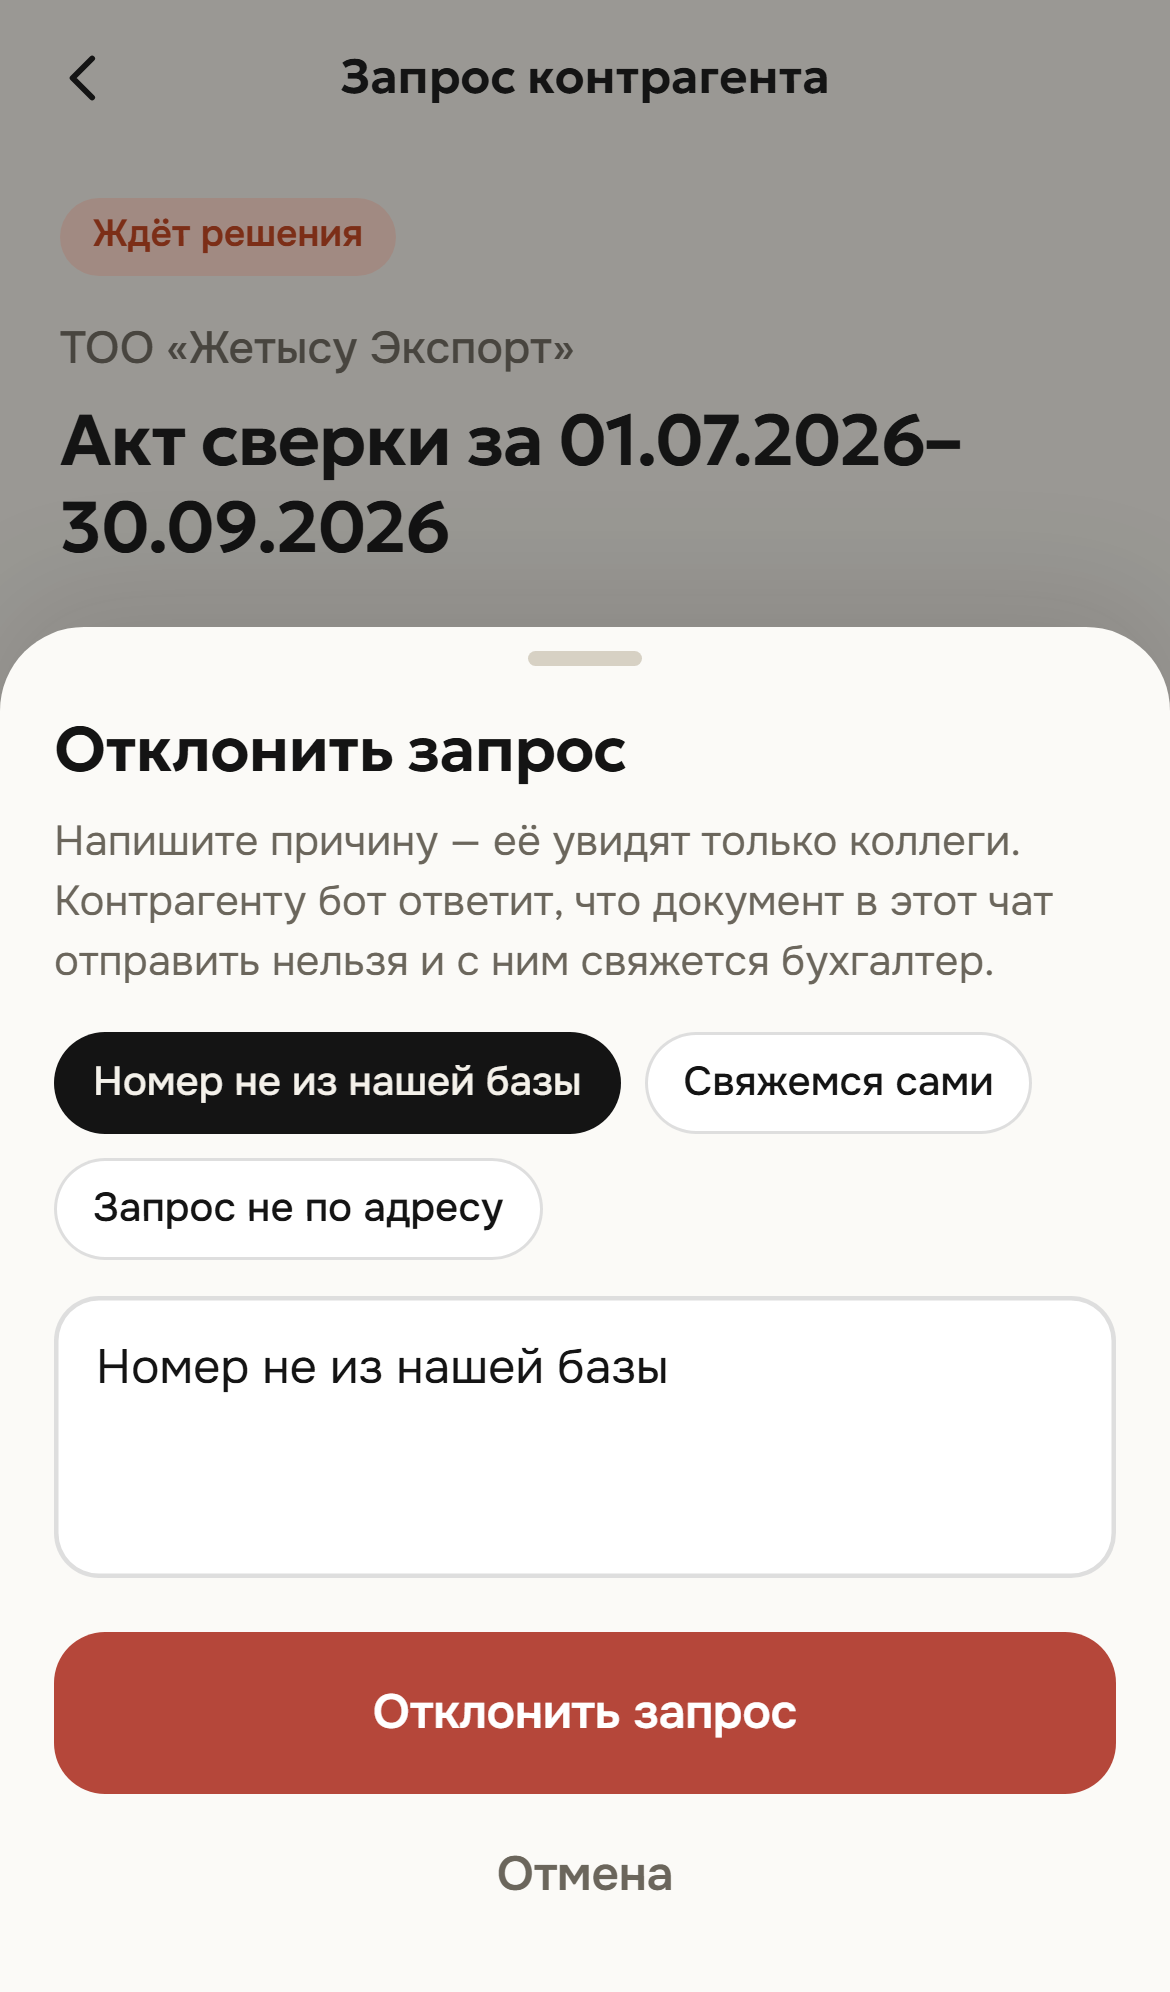 Запрос контрагента
Ждёт решения
ТОО «Жетысу Экспорт»
Акт сверки за 01.07.2026–
30.09.2026
Отклонить запрос
Напишите причину — её увидят только коллеги.
Контрагенту бот ответит, что документ в этот чат
отправить нельзя и с ним свяжется бухгалтер.
Номер не из нашей базы
Свяжемся сами
Запрос не по адресу
Номер не из нашей базы
Отклонить запрос
Отмена